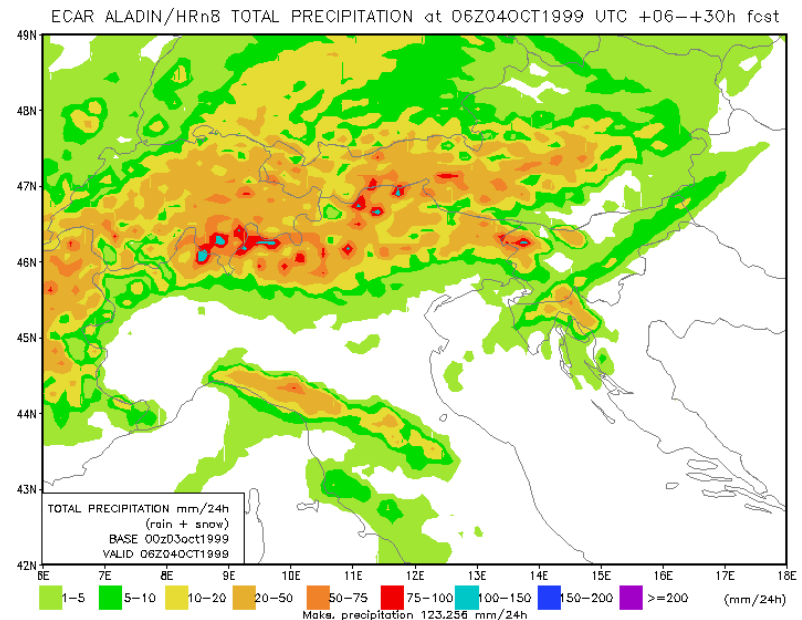 ECAR ALADIN/HRn8 TOTAL PRECIPITATION at 06Z04OCT1999 UTC +06-+30h fcst
49N
48N
47N
46N
45N
44N
43N
42N
TOTAL PRECIPITATION mm/24h
(rain + snow)
BASE 00z03oct1999
VALID 06Z04OCT1999
6E 7E 8E 9E 10E 11E 12E 13E 14E 15E 16E 17E 18E
1-5 5-10 10-20 20-50 50-75 75-100 100-150 150-200 >=200 (mm/24h)
Maks. precipitation 123.256 mm/24h